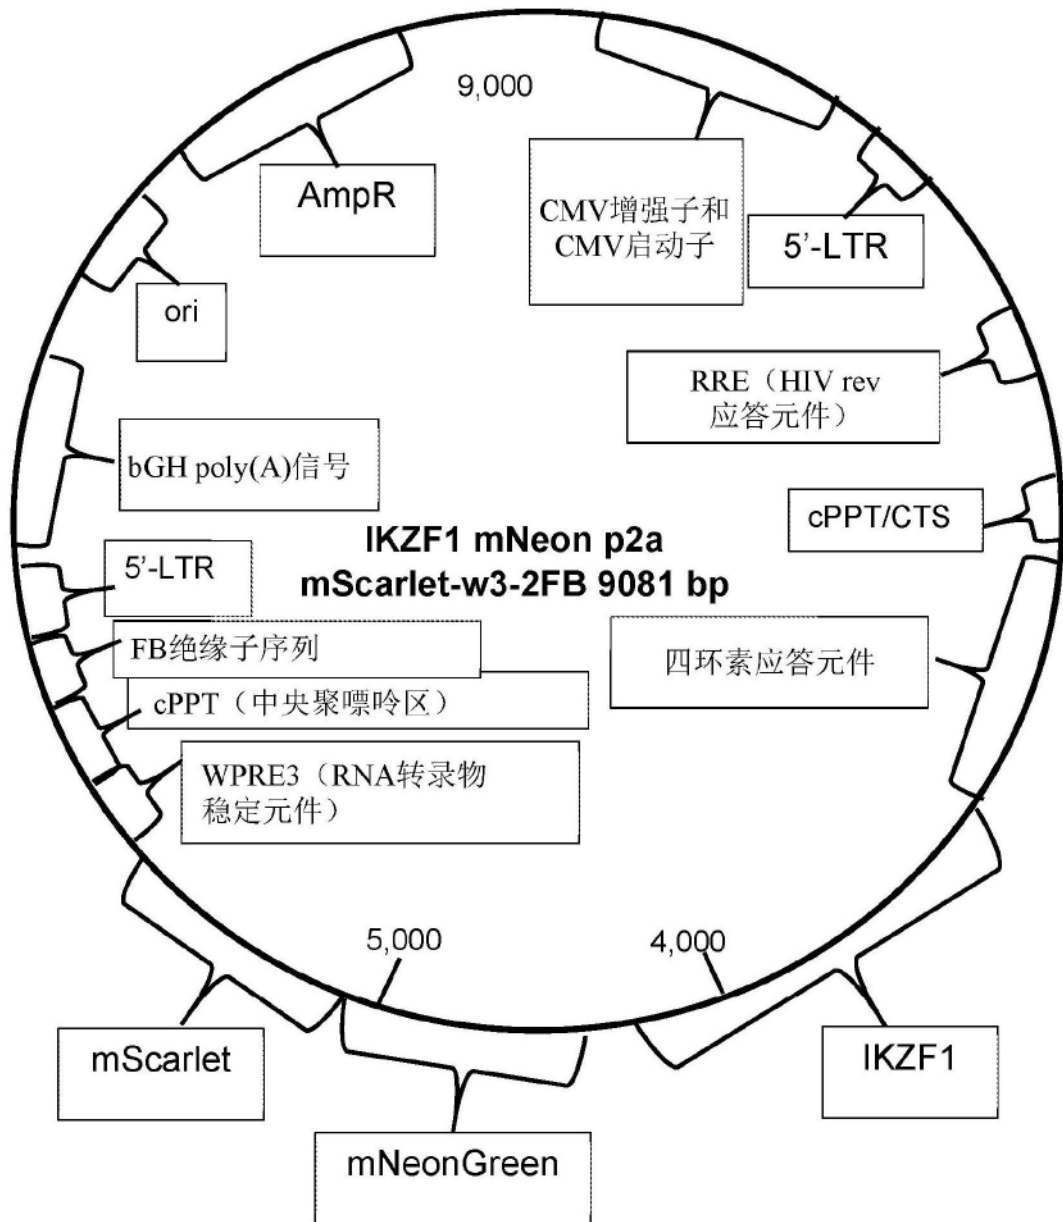 9,000
AmpR
CMV增强子和
CMV启动子
5’-LTR
ori
RRE（HIV rev
应答元件）
bGH poly(A)信号
cPPT/CTS
IKZF1 mNeon p2a
mScarlet-w3-2FB 9081 bp
5’-LTR
FB绝缘子序列
四环素应答元件
cPPT（中央聚嘌呤区）
WPRE3（RNA转录物
稳定元件）
5,000
4,000
mScarlet
IKZF1
mNeonGreen